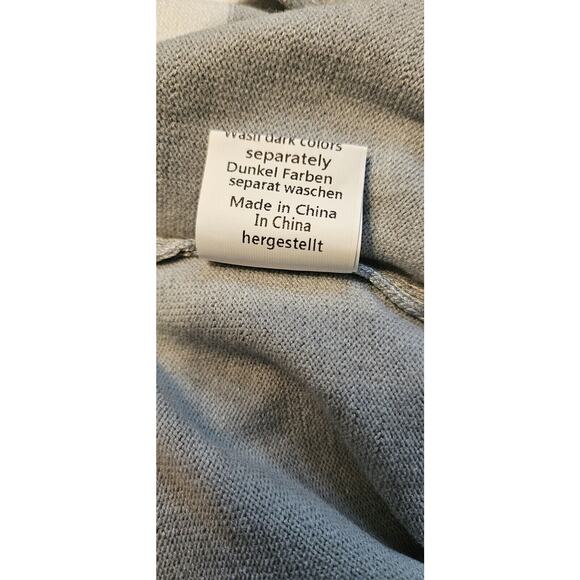 Wash dark colors
separately
Dunkel Farben
separat waschen
Made in China
In China
hergestellt